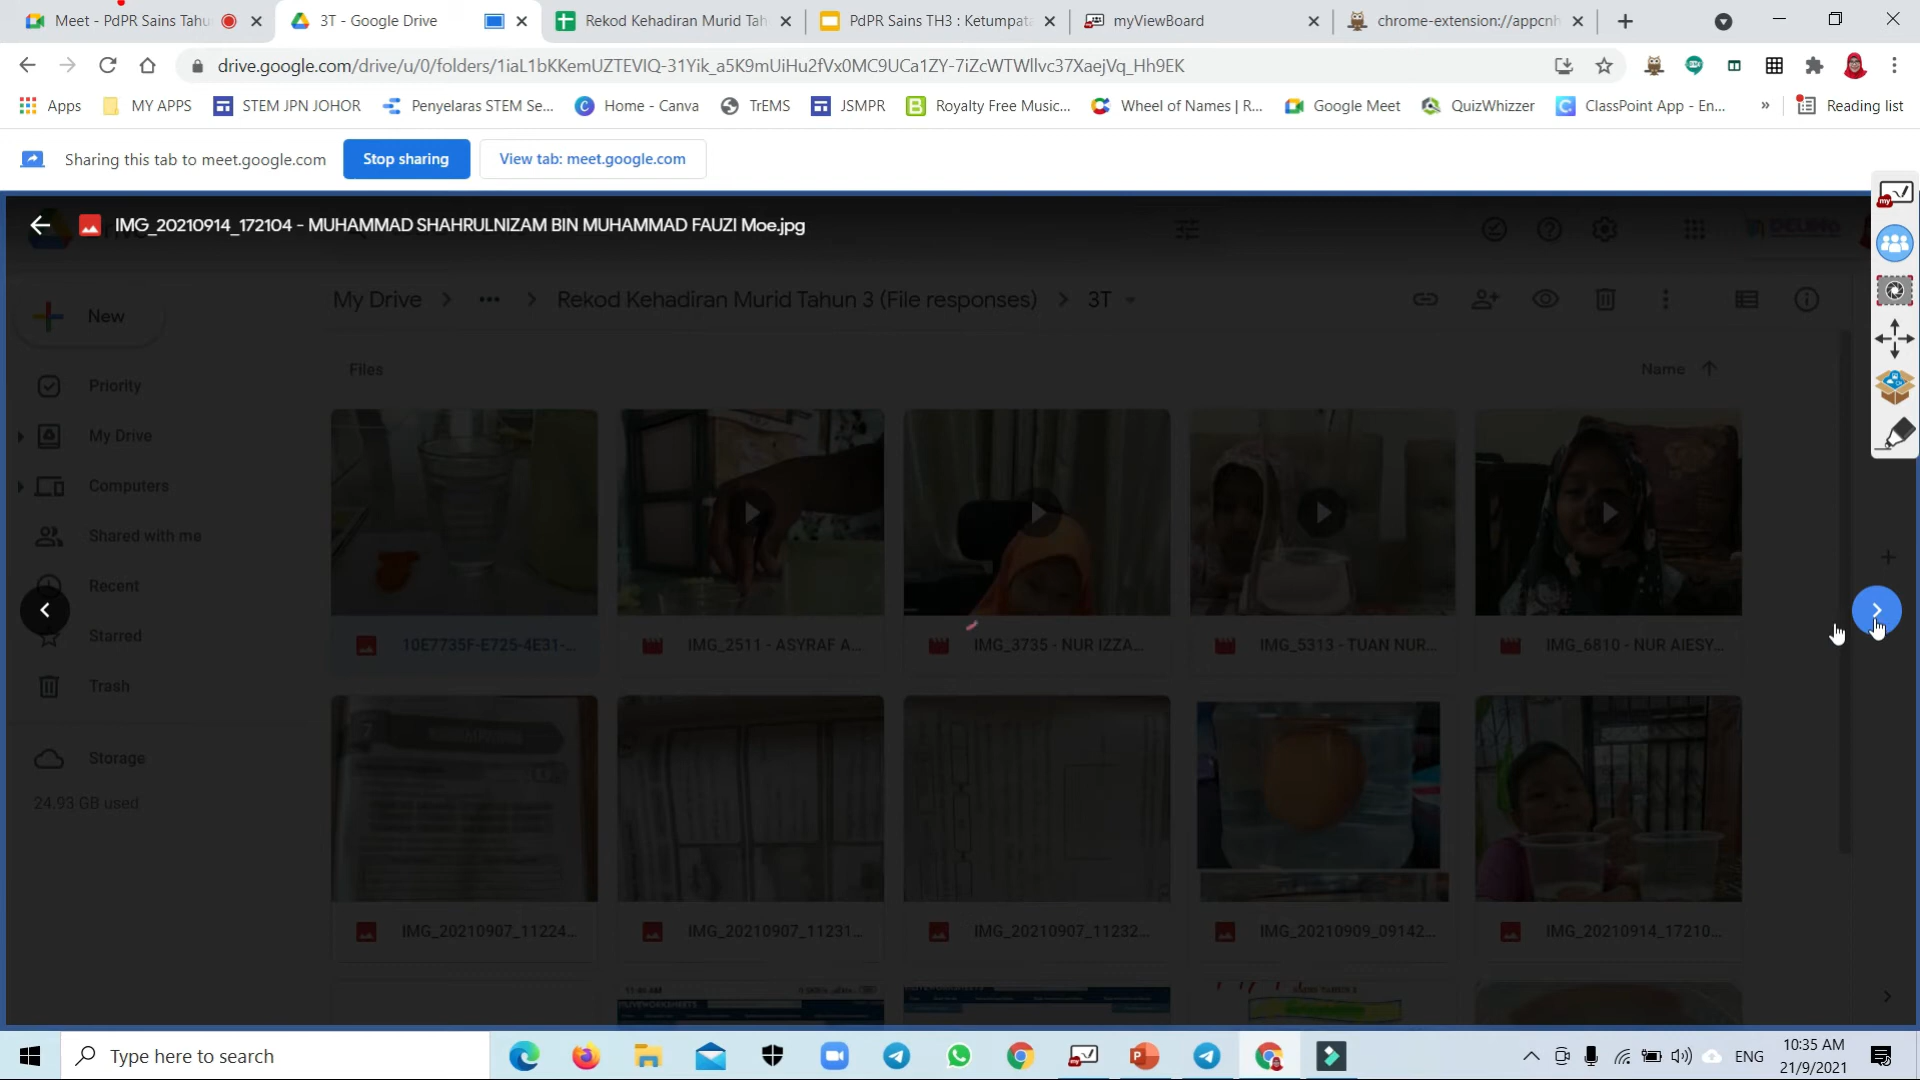 Meet - PdPR Sains Tahu
3T - Google Drive
Rekod Kehadiran Murid Tah
PdPR Sains TH3 : Ketumpata
myViewBoard
chrome-extension://appcnh
drive.google.com/drive/u/0/folders/1iaL1bKKemUZTEVIQ-31Yik_a5K9mUiHu2fVx0MC9UCa1ZY-7iZcWTWllvc37XaejVq_Hh9EK
Apps
MY APPS
STEM JPN JOHOR
Penyelaras STEM Se...
Home - Canva
TrEMS
JSMPR
Royalty Free Music...
Wheel of Names | R...
Google Meet
QuizWhizzer
ClassPoint App - En...
»
Reading list
Sharing this tab to meet.google.com
Stop sharing
View tab: meet.google.com
IMG_20210914_172104 - MUHAMMAD SHAHRULNIZAM BIN MUHAMMAD FAUZI Moe.jpg
DELIMa
New
My Drive
Rekod Kehadiran Murid Tahun 3 (File responses)
3T
Files
Name
Priority
My Drive
Computers
Shared with me
Recent
Starred
Trash
Storage
24.93 GB used
10E7735F-E725-4E31-...
IMG_2511 - ASYRAF A...
IMG_3735 - NUR IZZA...
IMG_5313 - TUAN NUR...
IMG_6810 - NUR AIESY...
IMG_20210907_11224...
IMG_20210907_11231...
IMG_20210907_11232...
IMG_20210909_09142...
IMG_20210914_17210...
Type here to search
ENG
10:35 AM
21/9/2021